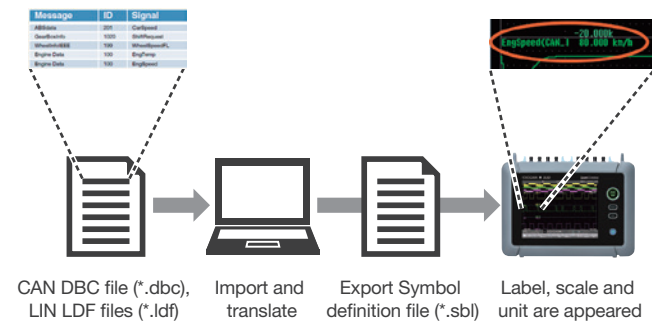 Message ID Signal
ABSdata 201 CarSpeed
GearBoxInfo 1020 ShiftRequest
WheelInfoIEEE 199 WheelSpeedFL
Engine Data 100 EngTemp
Engine Data 100 EngSpeed
-20.000k
EngSpeed(CAN_) 80.000 km/h
CAN DBC file (*.dbc),
LIN LDF files (*.ldf)
Import and
translate
Export Symbol
definition file (*.sbl)
Label, scale and
unit are appeared